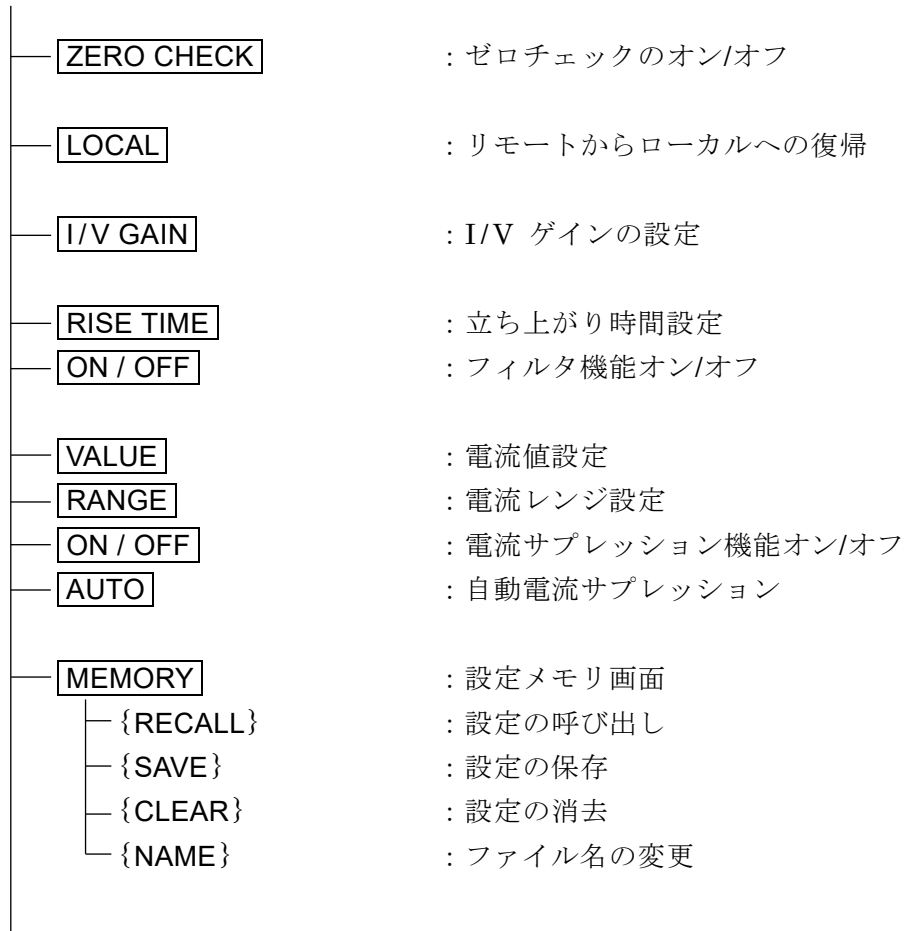 ZERO CHECK : ゼロチェックのオン/オフ
LOCAL : リモートからローカルへの復帰
I/V GAIN : I/V ゲインの設定
RISE TIME : 立ち上がり時間設定
ON / OFF : フィルタ機能オン/オフ
VALUE : 電流値設定
RANGE : 電流レンジ設定
ON / OFF : 電流サプレッション機能オン/オフ
AUTO : 自動電流サプレッション
MEMORY : 設定メモリ画面
{RECALL} : 設定の呼び出し
{SAVE} : 設定の保存
{CLEAR} : 設定の消去
{NAME} : ファイル名の変更